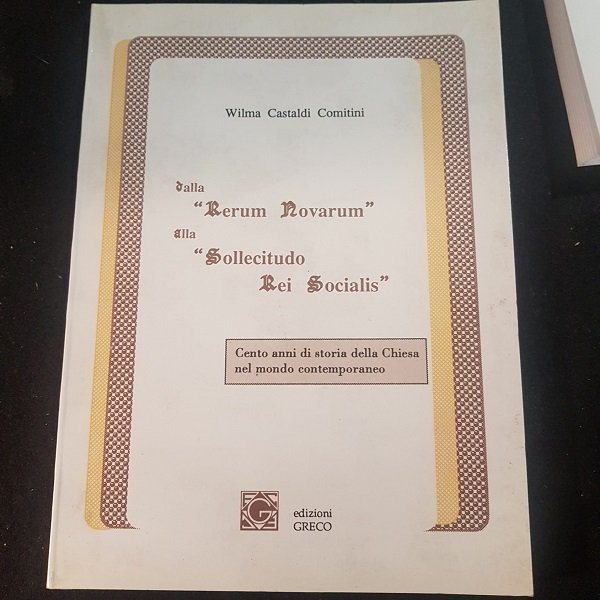 Wilma Castaldi Comitini
dalla
"Rerum Novarum"
alla
"Sollecitudo
Rei Socialis"
Cento anni di storia della Chiesa
nel mondo contemporaneo
G
edizioni
GRECO